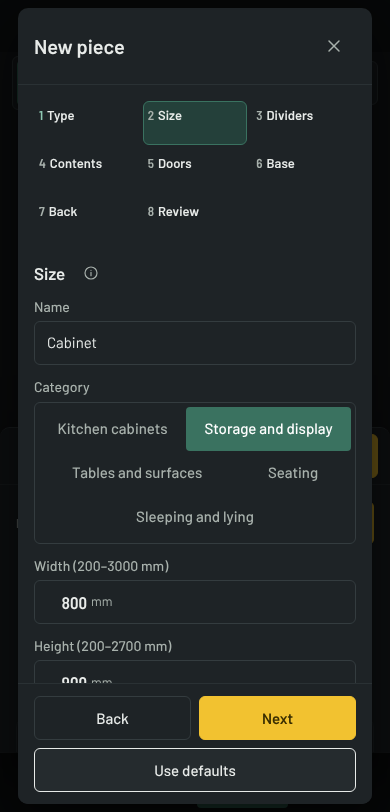 New piece
1 Type
2 Size
3 Dividers
4 Contents
5 Doors
6 Base
7 Back
8 Review
Size
Name
Cabinet
Category
Kitchen cabinets
Storage and display
Tables and surfaces
Seating
Sleeping and lying
Width (200–3000 mm)
800 mm
Height (200–2700 mm)
900 mm
Back
Next
Use defaults